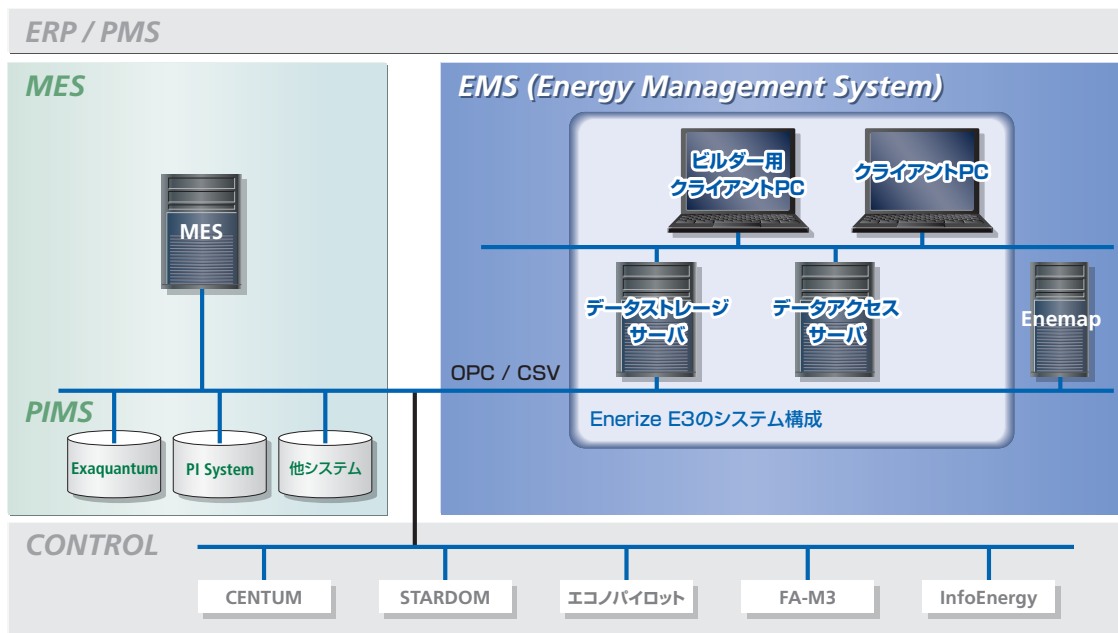 ERP / PMS
MES
EMS (Energy Management System)
ビルダー用
クライアントPC
クライアントPC
MES
データストレージ
サーバ
データアクセス
サーバ
Enemap
OPC / CSV
PIMS
Enerize E3のシステム構成
Exaquantum
PI System
他システム
CONTROL
CENTUM
STARDOM
エコノパイロット
FA-M3
InfoEnergy